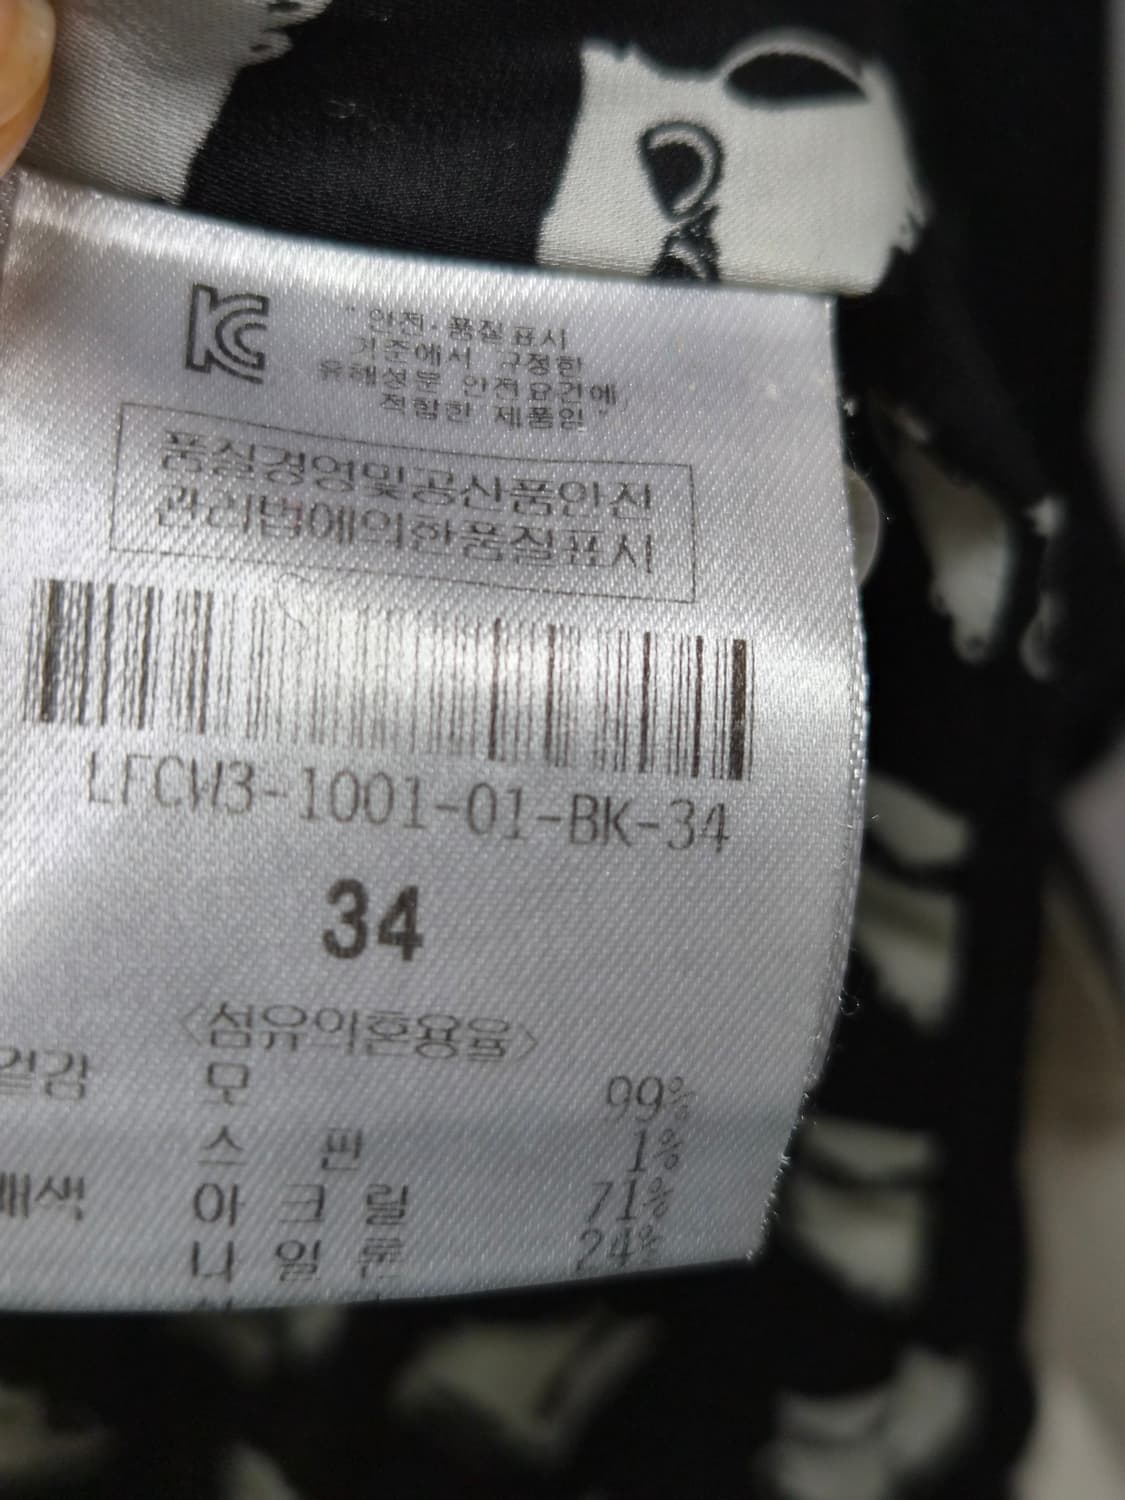 KC
"안전·품질표시
기준에서 규정한
유해성분 안전요건에
적합한 제품임"
품질경영및공산품안전
관리법에의한품질표시
LFCW3-1001-01-BK-34
34
<섬유의혼용율>
겉감 모 99%
스판 1%
배색 아크릴 71%
나일론 24%